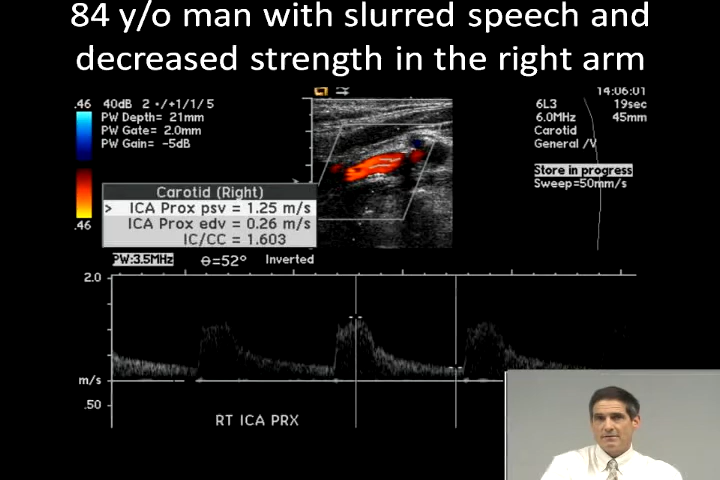 84 y/o man with slurred speech and
decreased strength in the right arm
14:06:01
.46 40dB 2 •/+1/1/5
PW Depth= 21mm
PW Gate= 2.0mm
PW Gain= -5dB
6L3 19sec
6.0MHz 45mm
Carotid
General /V
Store in progress
Sweep=50mm/s
Carotid (Right)
> ICA Prox psv = 1.25 m/s
ICA Prox edv = 0.26 m/s
IC/CC = 1.603
.46
PW:3.5MHz θ=52° Inverted
2.0
m/s
.50
RT ICA PRX